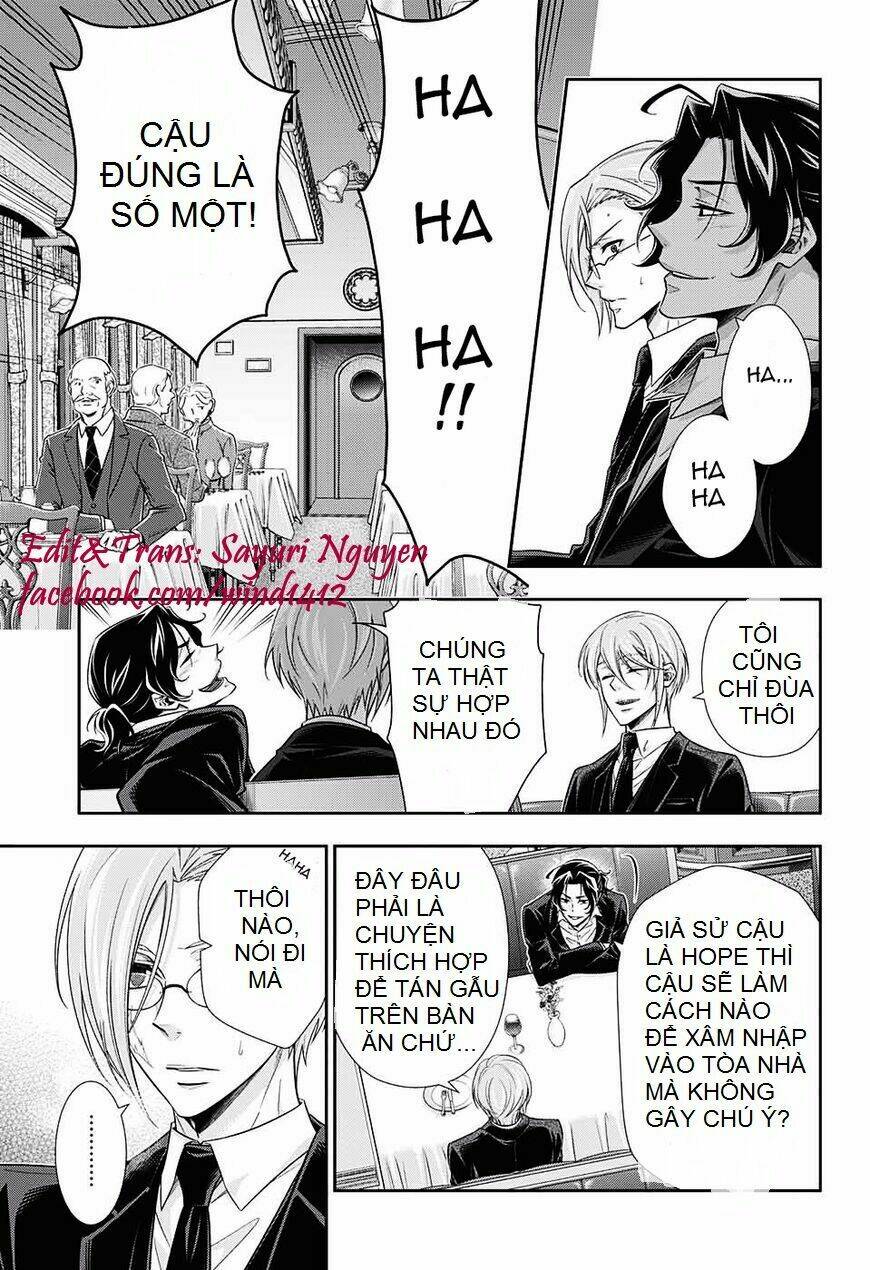 HA...
HA
HA
HA
HA
HA
!!
CẬU
ĐÚNG LÀ
SỐ MỘT!
Edit&Trans: Sayuri Nguyen
facebook.com/wind1412
TÔI
CŨNG
CHỈ ĐÙA
THÔI
CHÚNG
TA THẬT
SỰ HỢP
NHAU ĐÓ
GIẢ SỬ CẬU
LÀ HOPE THÌ
CẬU SẼ LÀM
CÁCH NÀO
ĐỂ XÂM NHẬP
VÀO TÒA NHÀ
MÀ KHÔNG
GÂY CHÚ Ý?
ĐÂY ĐÂU
PHẢI LÀ
CHUYỆN
THÍCH HỢP
ĐỂ TÁN GẪU
TRÊN BÀN
ĂN CHỨ...
HAHA
THÔI
NÀO,
NÓI ĐI
MÀ
.........